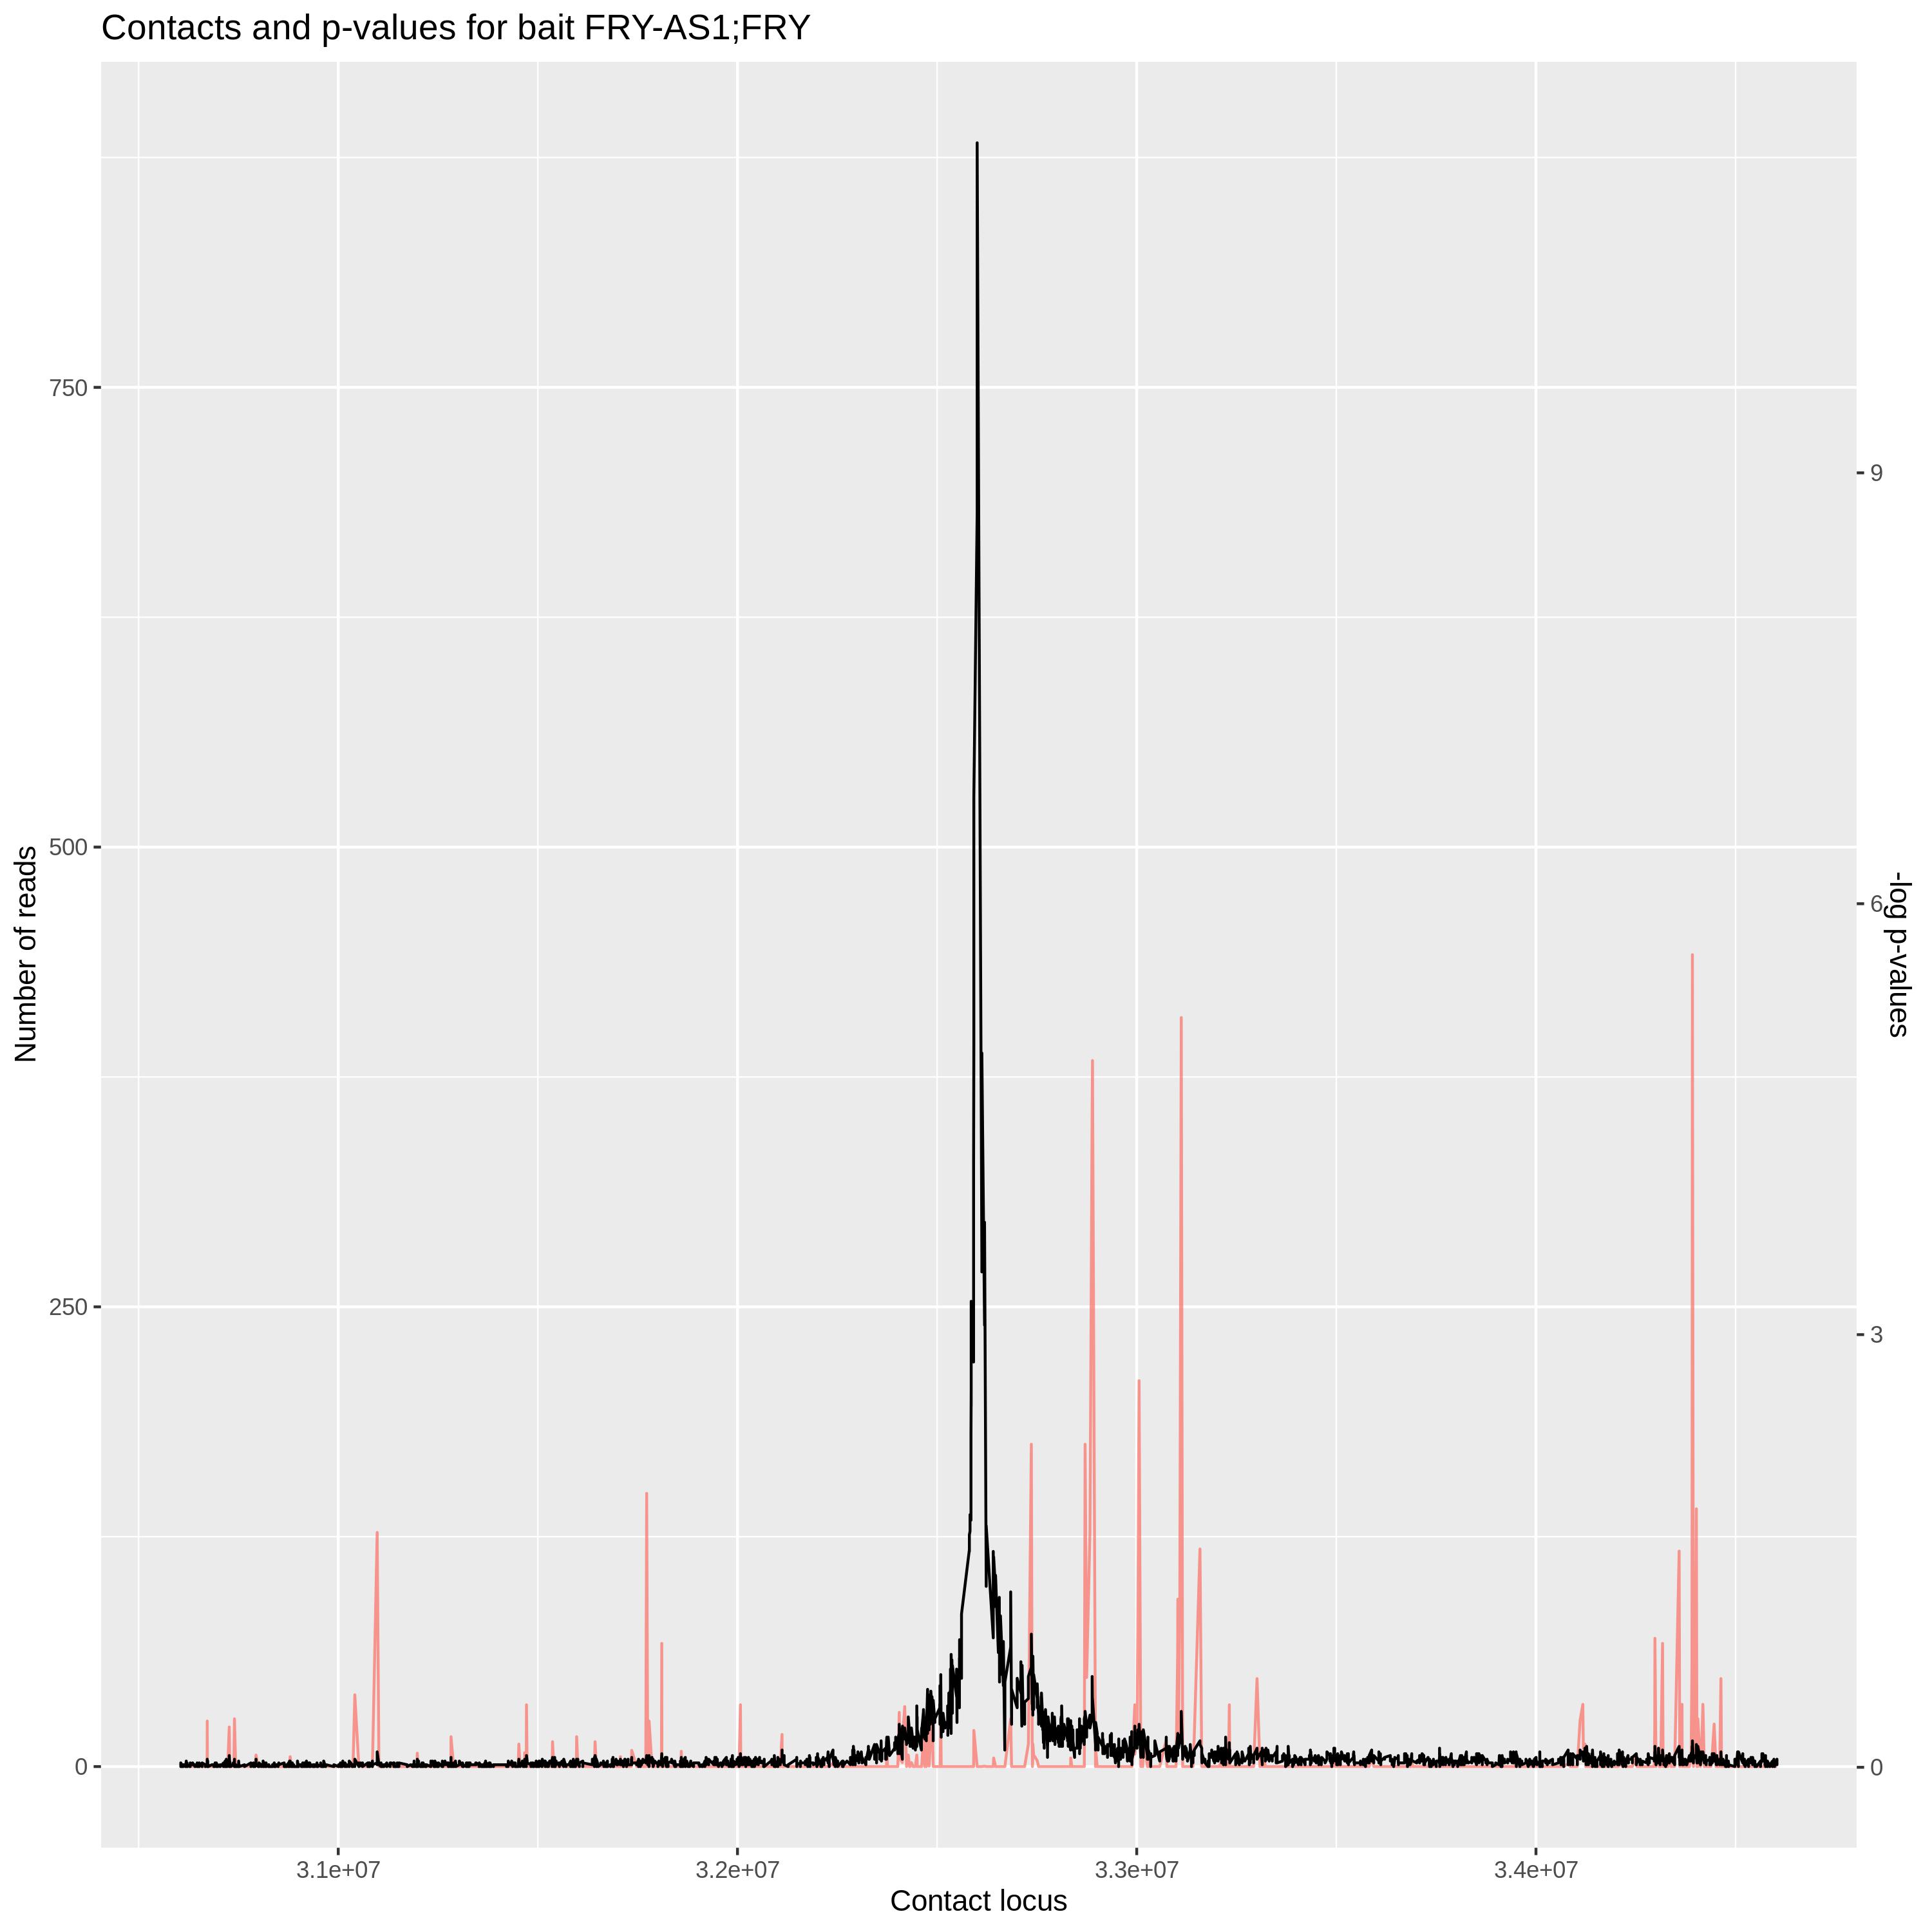 Contacts and p-values for bait FRY-AS1;FRY
Number of reads
750
500
250
0
9
6
3
0
-log p-values
3.1e+07
3.2e+07
3.3e+07
3.4e+07
Contact locus